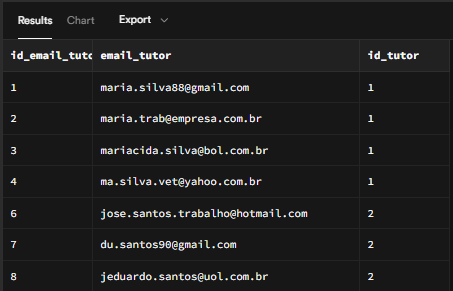 Results Chart Export
id_email_tutc email_tutor id_tutor
1 maria.silva88@gmail.com 1
2 maria.trab@empresa.com.br 1
3 mariacida.silva@bol.com.br 1
4 ma.silva.vet@yahoo.com.br 1
6 jose.santos.trabalho@hotmail.com 2
7 du.santos90@gmail.com 2
8 jeduardo.santos@uol.com.br 2